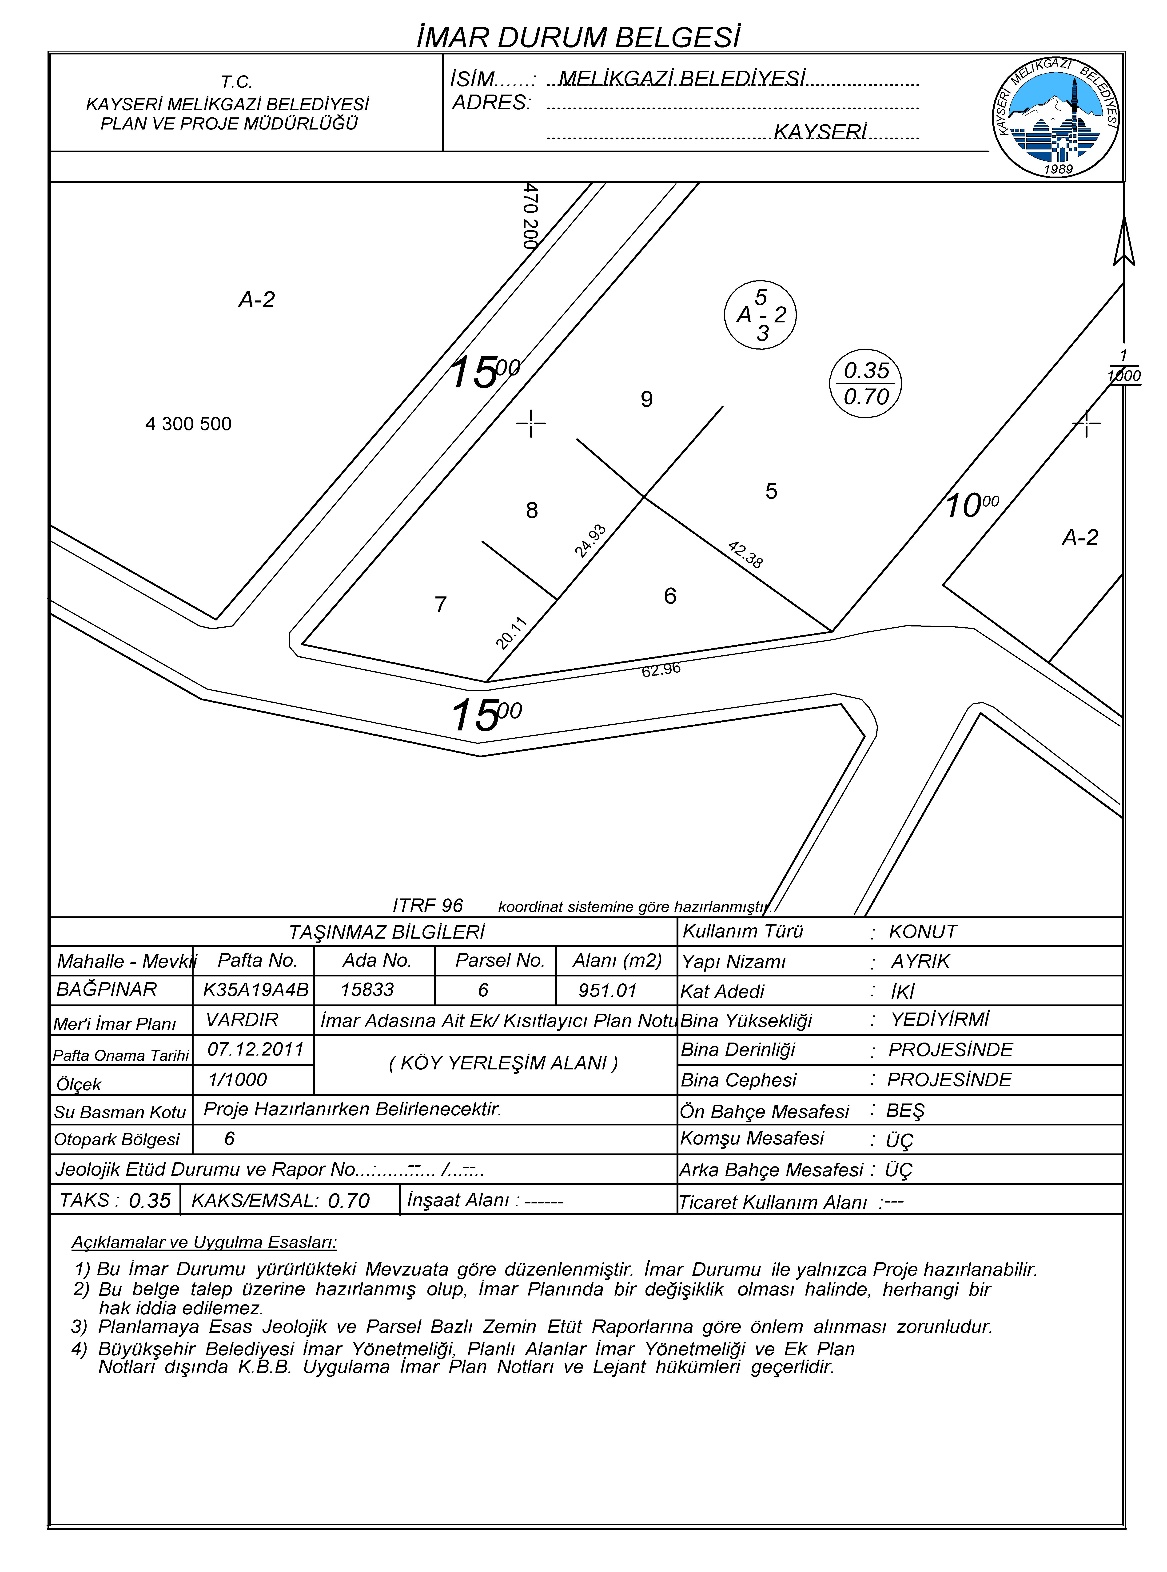 İMAR DURUM BELGESİ
T.C.
KAYSERİ MELİKGAZİ BELEDİYESİ
PLAN VE PROJE MÜDÜRLÜĞÜ
İSİM......: ..MELİKGAZİ BELEDİYESİ......................
ADRES: ................................................................
.......................................KAYSERİ..........
KAYSERİ MELİKGAZİ BELEDİYESİ
1989
470 200
A-2
5
A - 2
3
1500
1
1000
0.35
0.70
9
4 300 500
5
8
1000
24.93
42.38
A-2
7
6
20.11
62.96
1500
ITRF 96 koordinat sistemine göre hazırlanmıştır.
TAŞINMAZ BİLGİLERİ
Kullanım Türü : KONUT
Mahalle - Mevkii Pafta No. Ada No. Parsel No. Alanı (m2)
Yapı Nizamı : AYRIK
BAĞPINAR K35A19A4B 15833 6 951.01
Kat Adedi : İKİ
Mer'i İmar Planı VARDIR İmar Adasına Ait Ek/ Kısıtlayıcı Plan Notu
Bina Yüksekliği : YEDİYİRMİ
Pafta Onama Tarihi 07.12.2011
( KÖY YERLEŞİM ALANI )
Bina Derinliği : PROJESİNDE
Ölçek 1/1000
Bina Cephesi : PROJESİNDE
Su Basman Kotu Proje Hazırlanırken Belirlenecektir.
Ön Bahçe Mesafesi : BEŞ
Otopark Bölgesi 6
Komşu Mesafesi : ÜÇ
Jeolojik Etüd Durumu ve Rapor No...:......--... /...--..
Arka Bahçe Mesafesi : ÜÇ
TAKS : 0.35 KAKS/EMSAL: 0.70 İnşaat Alanı : ------
Ticaret Kullanım Alanı :---
Açıklamalar ve Uygulma Esasları:
1) Bu İmar Durumu yürürlükteki Mevzuata göre düzenlenmiştir. İmar Durumu ile yalnızca Proje hazırlanabilir.
2) Bu belge talep üzerine hazırlanmış olup, İmar Planında bir değişiklik olması halinde, herhangi bir
hak iddia edilemez.
3) Planlamaya Esas Jeolojik ve Parsel Bazlı Zemin Etüt Raporlarına göre önlem alınması zorunludur.
4) Büyükşehir Belediyesi İmar Yönetmeliği, Planlı Alanlar İmar Yönetmeliği ve Ek Plan
Notları dışında K.B.B. Uygulama İmar Plan Notları ve Lejant hükümleri geçerlidir.